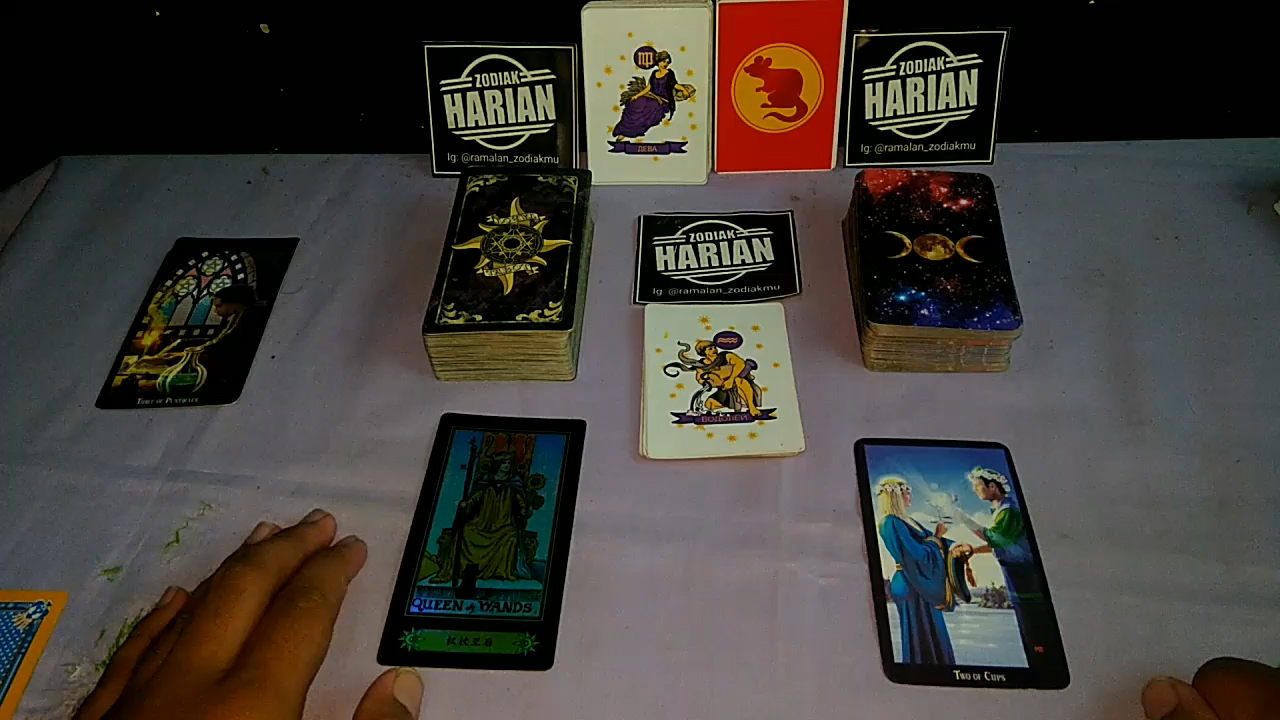 ZODIAK
HARIAN
Ig: @ramalan_zodiakmu
ДЕВА
ZODIAK
HARIAN
Ig: @ramalan_zodiakmu
ZODIAK
HARIAN
Ig @ramalan_zodiakmu
ВОДОЛЕЙ
QUEEN of WANDS
TWO OF CUPS